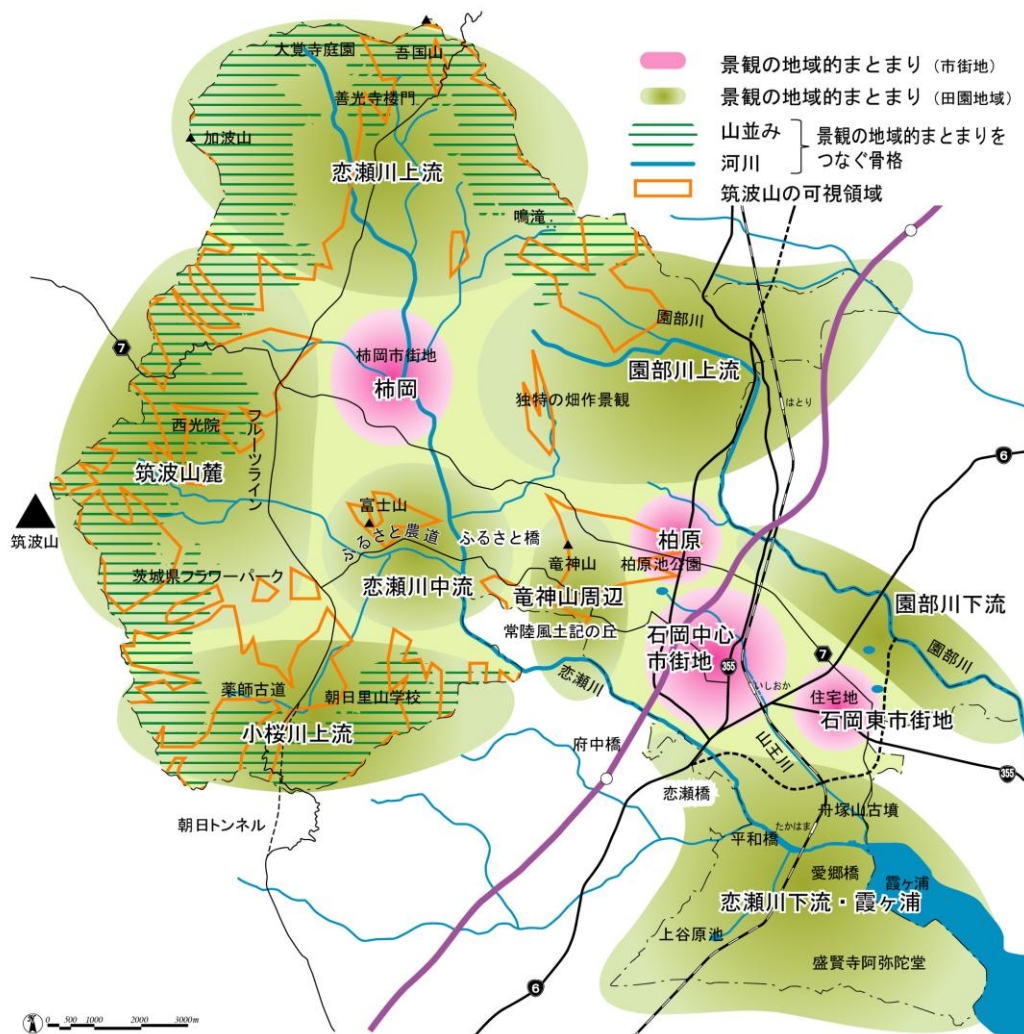 景観の地域的まとまり（市街地）
景観の地域的まとまり（田園地域）
山並み
河川
景観の地域的まとまりを
つなぐ骨格
筑波山の可視領域
大覚寺庭園
吾国山
善光寺楼門
加波山
恋瀬川上流
鳴滝
園部川
園部川上流
はとり
7
柿岡市街地
柿岡
独特の畑作景観
6
西光院
フルーツライン
筑波山麓
筑波山
富士山
ふるさと農道
ふるさと橋
恋瀬川中流
竜神山
竜神山周辺
柏原
柏原池公園
茨城県フラワーパーク
常陸風土記の丘
石岡中心
市街地
355
7
園部川下流
園部川
いしおか
住宅地
石岡東市街地
恋瀬川
薬師古道
朝日里山学校
小桜川上流
府中橋
山王川
355
恋瀬橋
朝日トンネル
舟塚山古墳
たかはま
平和橋
愛郷橋
霞ヶ浦
恋瀬川下流・霞ヶ浦
上谷原池
盛賢寺阿弥陀堂
6
0 500 1000 2000 3000m